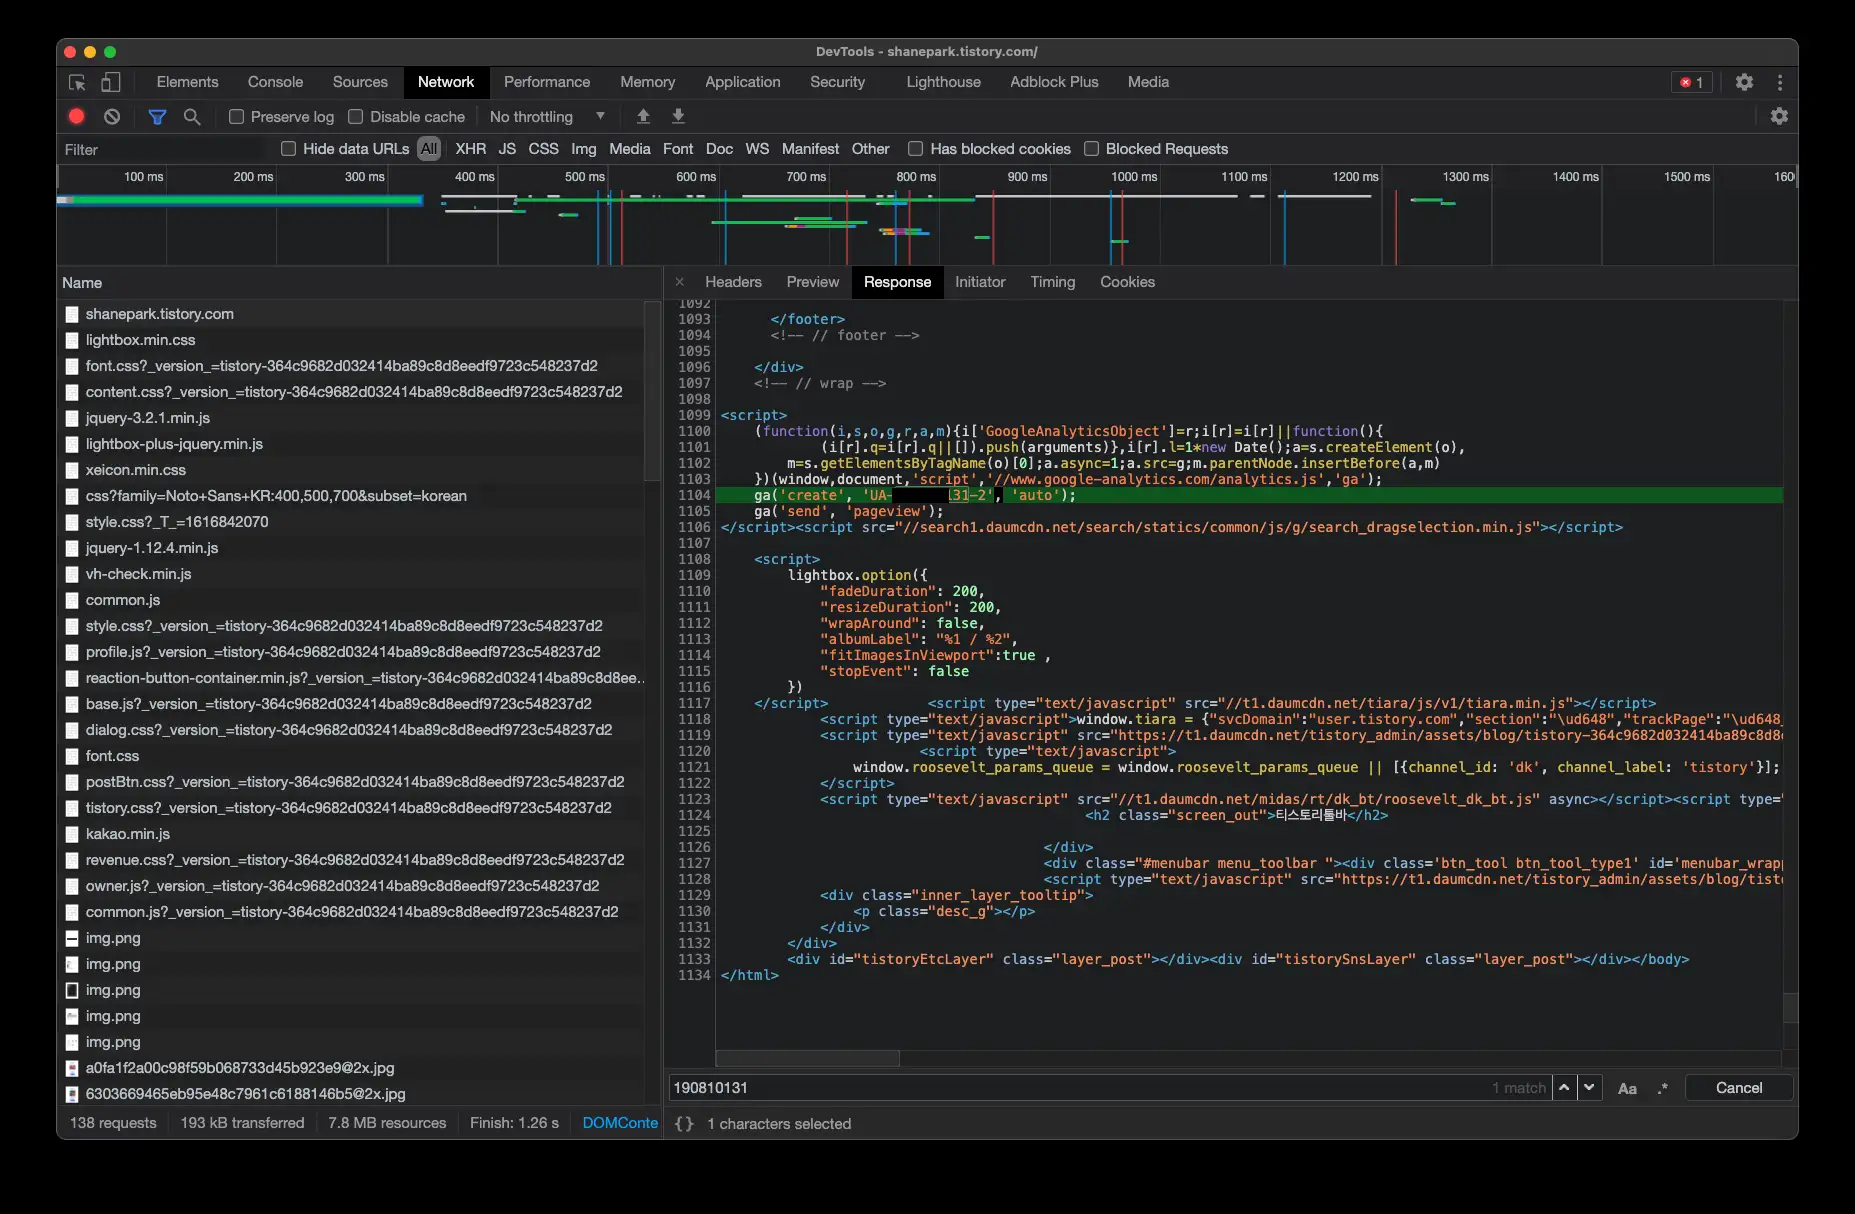 DevTools - shanepark.tistory.com/
Elements Console Sources Network Performance Memory Application Security Lighthouse Adblock Plus Media 1
Preserve log Disable cache No throttling
Filter Hide data URLs All XHR JS CSS Img Media Font Doc WS Manifest Other Has blocked cookies Blocked Requests
100 ms 200 ms 300 ms 400 ms 500 ms 600 ms 700 ms 800 ms 900 ms 1000 ms 1100 ms 1200 ms 1300 ms 1400 ms 1500 ms 160
Name
shanepark.tistory.com
lightbox.min.css
font.css?_version_=tistory-364c9682d032414ba89c8d8eedf9723c548237d2
content.css?_version_=tistory-364c9682d032414ba89c8d8eedf9723c548237d2
jquery-3.2.1.min.js
lightbox-plus-jquery.min.js
xeicon.min.css
css?family=Noto+Sans+KR:400,500,700&subset=korean
style.css?_T_=1616842070
jquery-1.12.4.min.js
vh-check.min.js
common.js
style.css?_version_=tistory-364c9682d032414ba89c8d8eedf9723c548237d2
profile.js?_version_=tistory-364c9682d032414ba89c8d8eedf9723c548237d2
reaction-button-container.min.js?_version_=tistory-364c9682d032414ba89c8d8ee...
base.js?_version_=tistory-364c9682d032414ba89c8d8eedf9723c548237d2
dialog.css?_version_=tistory-364c9682d032414ba89c8d8eedf9723c548237d2
font.css
postBtn.css?_version_=tistory-364c9682d032414ba89c8d8eedf9723c548237d2
tistory.css?_version_=tistory-364c9682d032414ba89c8d8eedf9723c548237d2
kakao.min.js
revenue.css?_version_=tistory-364c9682d032414ba89c8d8eedf9723c548237d2
owner.js?_version_=tistory-364c9682d032414ba89c8d8eedf9723c548237d2
common.js?_version_=tistory-364c9682d032414ba89c8d8eedf9723c548237d2
img.png
img.png
img.png
img.png
img.png
a0fa1f2a00c98f59b068733d45b923e9@2x.jpg
6303669465eb95e48c7961c6188146b5@2x.jpg
138 requests 193 kB transferred 7.8 MB resources Finish: 1.26 s DOMConte
Headers Preview Response Initiator Timing Cookies
1092
1093 </footer>
1094 <!-- // footer -->
1095
1096 </div>
1097 <!-- // wrap -->
1098
1099 <script>
1100 (function(i,s,o,g,r,a,m){i['GoogleAnalyticsObject']=r;i[r]=i[r]||function(){
1101 (i[r].q=i[r].q||[]).push(arguments)},i[r].l=1*new Date();a=s.createElement(o),
1102 m=s.getElementsByTagName(o)[0];a.async=1;a.src=g;m.parentNode.insertBefore(a,m)
1103 })(window,document,'script','//www.google-analytics.com/analytics.js','ga');
1104 ga('create', 'UA- 31-2', 'auto');
1105 ga('send', 'pageview');
1106 </script><script src="//search1.daumcdn.net/search/statics/common/js/g/search_dragselection.min.js"></script>
1107
1108 <script>
1109 lightbox.option({
1110 "fadeDuration": 200,
1111 "resizeDuration": 200,
1112 "wrapAround": false,
1113 "albumLabel": "%1 / %2",
1114 "fitImagesInViewport":true ,
1115 "stopEvent": false
1116 })
1117 </script> <script type="text/javascript" src="//t1.daumcdn.net/tiara/js/v1/tiara.min.js"></script>
1118 <script type="text/javascript">window.tiara = {"svcDomain":"user.tistory.com","section":"\ud648","trackPage":"\ud648_
1119 <script type="text/javascript" src="https://t1.daumcdn.net/tistory_admin/assets/blog/tistory-364c9682d032414ba89c8d8
1120 <script type="text/javascript">
1121 window.roosevelt_params_queue = window.roosevelt_params_queue || [{channel_id: 'dk', channel_label: 'tistory'}];
1122 </script>
1123 <script type="text/javascript" src="//t1.daumcdn.net/midas/rt/dk_bt/roosevelt_dk_bt.js" async></script><script type="
1124 <h2 class="screen_out">티스토리툴바</h2>
1125
1126 </div>
1127 <div class="#menubar menu_toolbar "><div class='btn_tool btn_tool_type1' id='menubar_wrap
1128 <script type="text/javascript" src="https://t1.daumcdn.net/tistory_admin/assets/blog/tist
1129 <div class="inner_layer_tooltip">
1130 <p class="desc_g"></p>
1131 </div>
1132 </div>
1133 <div id="tistoryEtcLayer" class="layer_post"></div><div id="tistorySnsLayer" class="layer_post"></div></body>
1134 </html>
190810131 1 match Aa .* Cancel
{} 1 characters selected